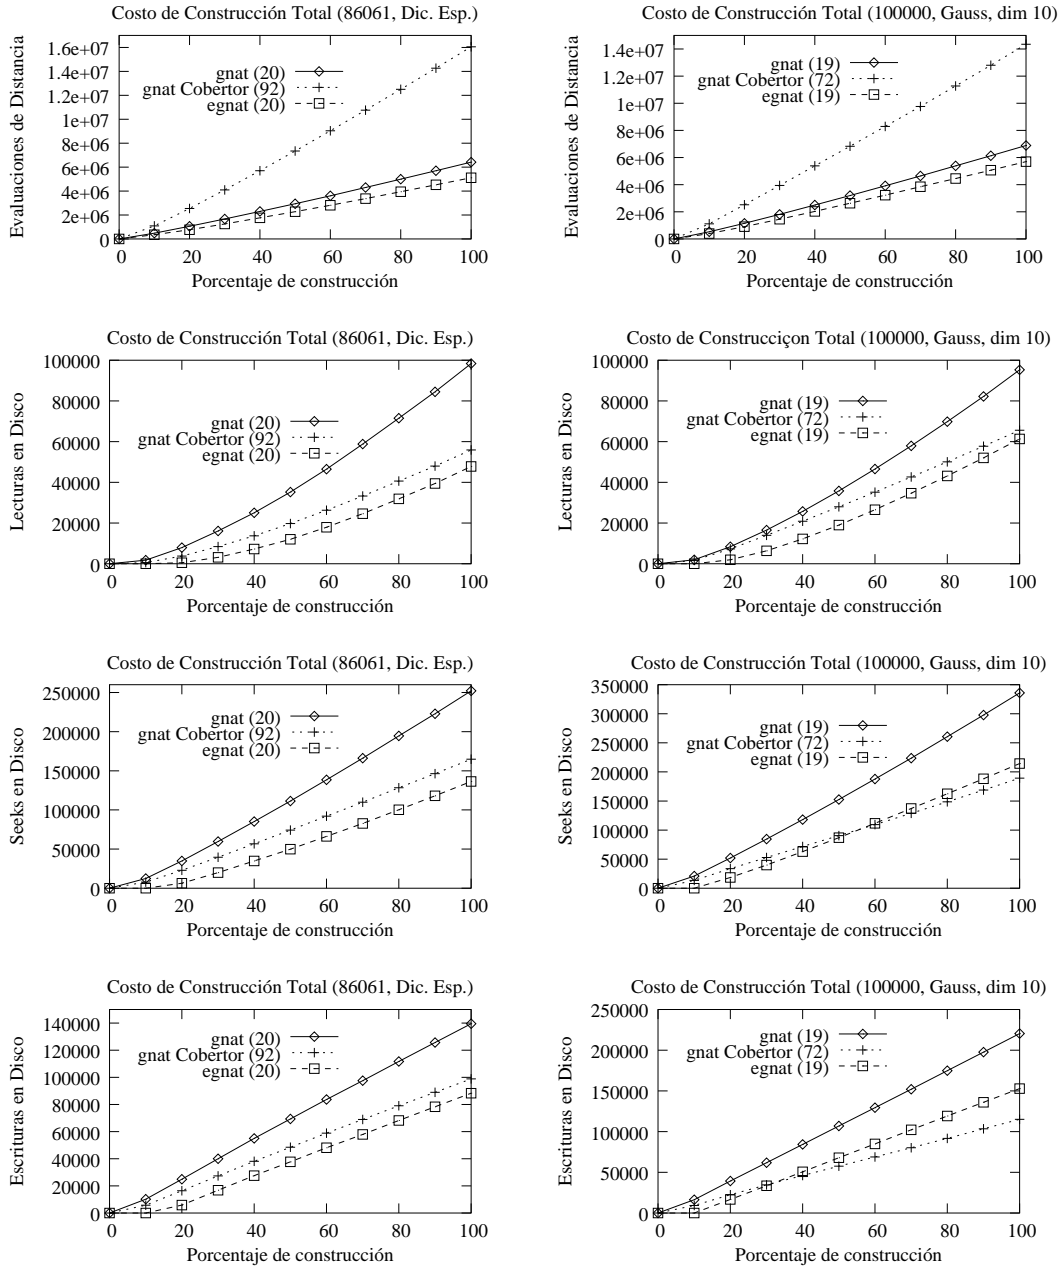 Costo de Construcción Total (86061, Dic. Esp.)
Evaluaciones de Distancia
1.6e+07
1.4e+07
1.2e+07
1e+07
8e+06
6e+06
4e+06
2e+06
0
gnat (20)
gnat Cobertor (92)
egnat (20)
0 20 40 60 80 100
Porcentaje de construcción
Costo de Construcción Total (100000, Gauss, dim 10)
Evaluaciones de Distancia
1.4e+07
1.2e+07
1e+07
8e+06
6e+06
4e+06
2e+06
0
gnat (19)
gnat Cobertor (72)
egnat (19)
0 20 40 60 80 100
Porcentaje de construcción
Costo de Construcción Total (86061, Dic. Esp.)
Lecturas en Disco
100000
80000
60000
40000
20000
0
gnat (20)
gnat Cobertor (92)
egnat (20)
0 20 40 60 80 100
Porcentaje de construcción
Costo de Construcciçon Total (100000, Gauss, dim 10)
Lecturas en Disco
100000
80000
60000
40000
20000
0
gnat (19)
gnat Cobertor (72)
egnat (19)
0 20 40 60 80 100
Porcentaje de construcción
Costo de Construcción Total (86061, Dic. Esp.)
Seeks en Disco
250000
200000
150000
100000
50000
0
gnat (20)
gnat Cobertor (92)
egnat (20)
0 20 40 60 80 100
Porcentaje de construcción
Costo de Construcción Total (100000, Gauss, dim 10)
Seeks en Disco
350000
300000
250000
200000
150000
100000
50000
0
gnat (19)
gnat Cobertor (72)
egnat (19)
0 20 40 60 80 100
Porcentaje de construcción
Costo de Construcción Total (86061, Dic. Esp.)
Escrituras en Disco
140000
120000
100000
80000
60000
40000
20000
0
gnat (20)
gnat Cobertor (92)
egnat (20)
0 20 40 60 80 100
Porcentaje de construcción
Costo de Construcción Total (100000, Gauss, dim 10)
Escrituras en Disco
250000
200000
150000
100000
50000
0
gnat (19)
gnat Cobertor (72)
egnat (19)
0 20 40 60 80 100
Porcentaje de construcción